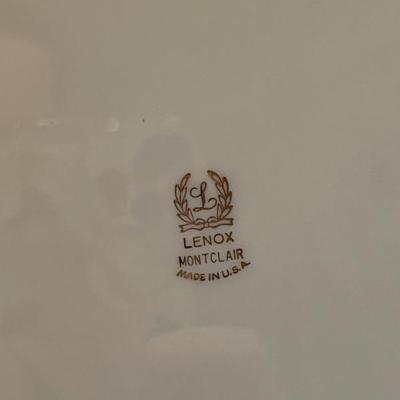 L
LENOX
MONTCLAIR
MADE IN U.S.A.